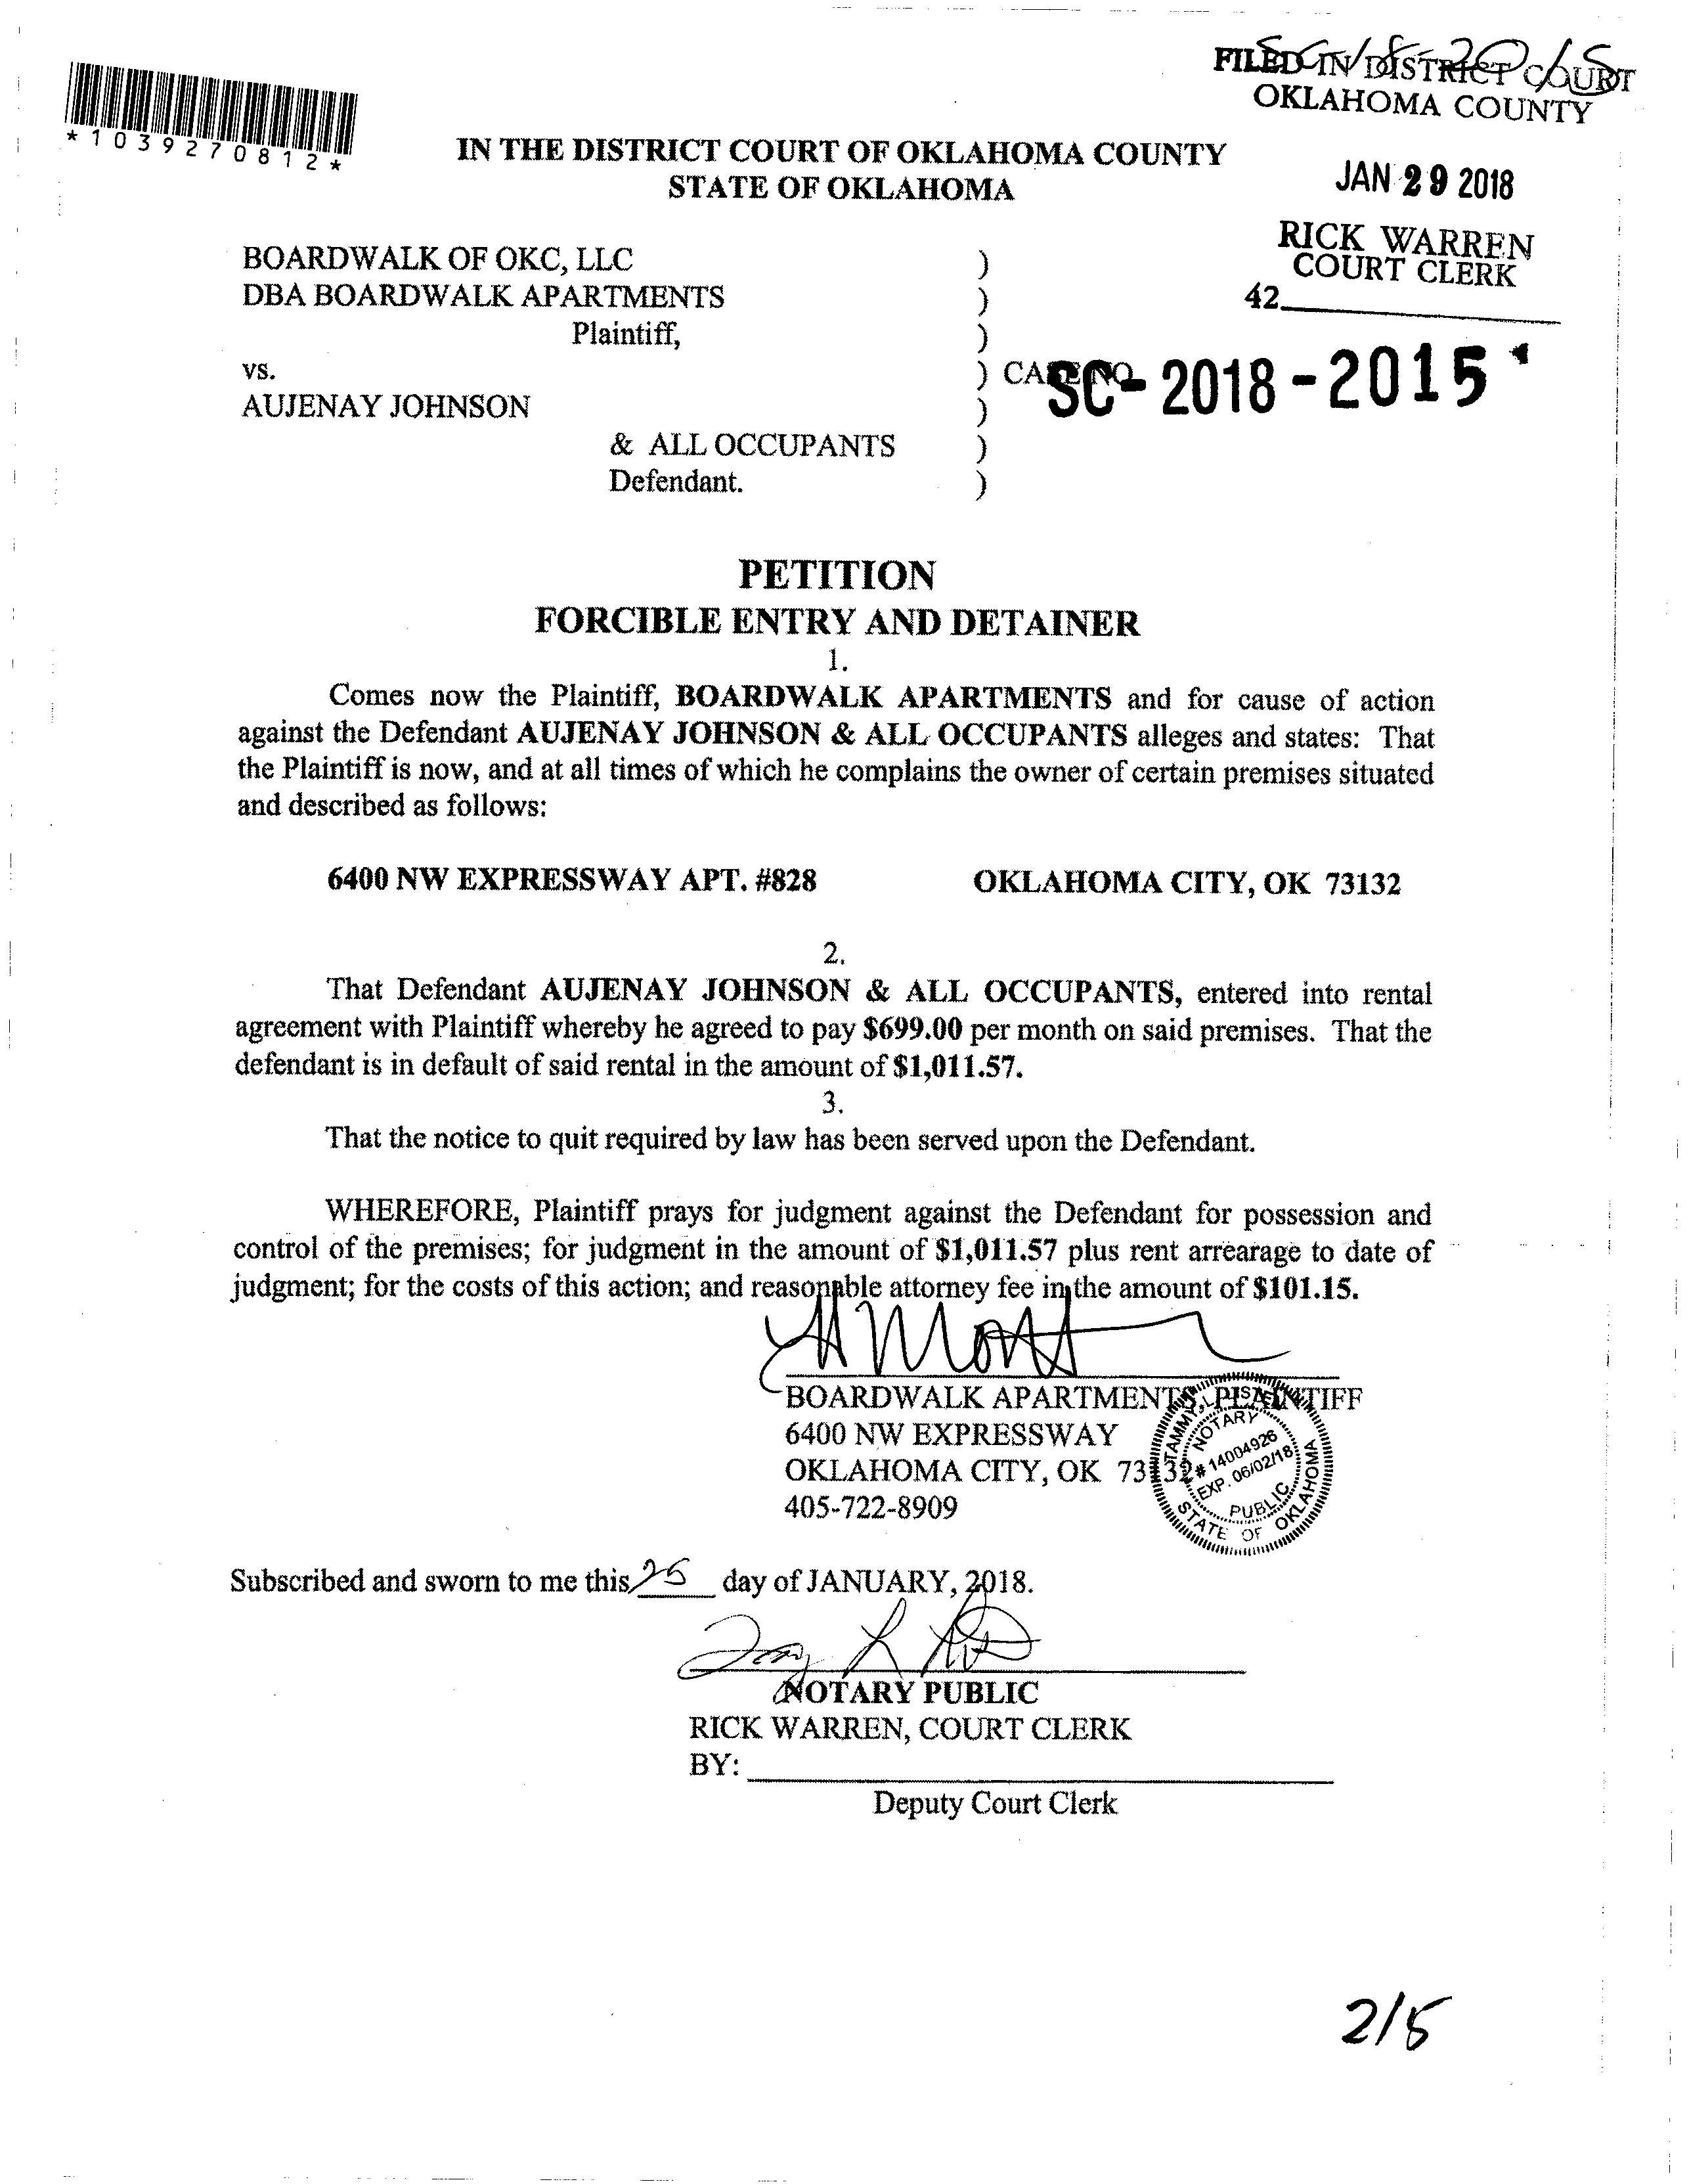 SC-18-2015
FILED IN DISTRICT COURT
OKLAHOMA COUNTY
*1039270812*
IN THE DISTRICT COURT OF OKLAHOMA COUNTY
STATE OF OKLAHOMA
JAN 29 2018
RICK WARREN
COURT CLERK
42
BOARDWALK OF OKC, LLC )
DBA BOARDWALK APARTMENTS )
Plaintiff, )
vs. ) CASE NO.
SC-2018-2015
AUJENAY JOHNSON )
& ALL OCCUPANTS )
Defendant. )
PETITION
FORCIBLE ENTRY AND DETAINER
1.
Comes now the Plaintiff, BOARDWALK APARTMENTS and for cause of action
against the Defendant AUJENAY JOHNSON & ALL OCCUPANTS alleges and states: That
the Plaintiff is now, and at all times of which he complains the owner of certain premises situated
and described as follows:
6400 NW EXPRESSWAY APT. #828 OKLAHOMA CITY, OK 73132
2.
That Defendant AUJENAY JOHNSON & ALL OCCUPANTS, entered into rental
agreement with Plaintiff whereby he agreed to pay $699.00 per month on said premises. That the
defendant is in default of said rental in the amount of $1,011.57.
3.
That the notice to quit required by law has been served upon the Defendant.
WHEREFORE, Plaintiff prays for judgment against the Defendant for possession and
control of the premises; for judgment in the amount of $1,011.57 plus rent arrearage to date of
judgment; for the costs of this action; and reasonable attorney fee in the amount of $101.15.
BOARDWALK APARTMENTS, PLAINTIFF
6400 NW EXPRESSWAY
OKLAHOMA CITY, OK 73132
405-722-8909
TAMMY L.
NOTARY
# 14004926
EXP. 06/02/18
PUBLIC
STATE OF OKLAHOMA
Subscribed and sworn to me this 25 day of JANUARY, 2018.
NOTARY PUBLIC
RICK WARREN, COURT CLERK
BY:
Deputy Court Clerk
2/5